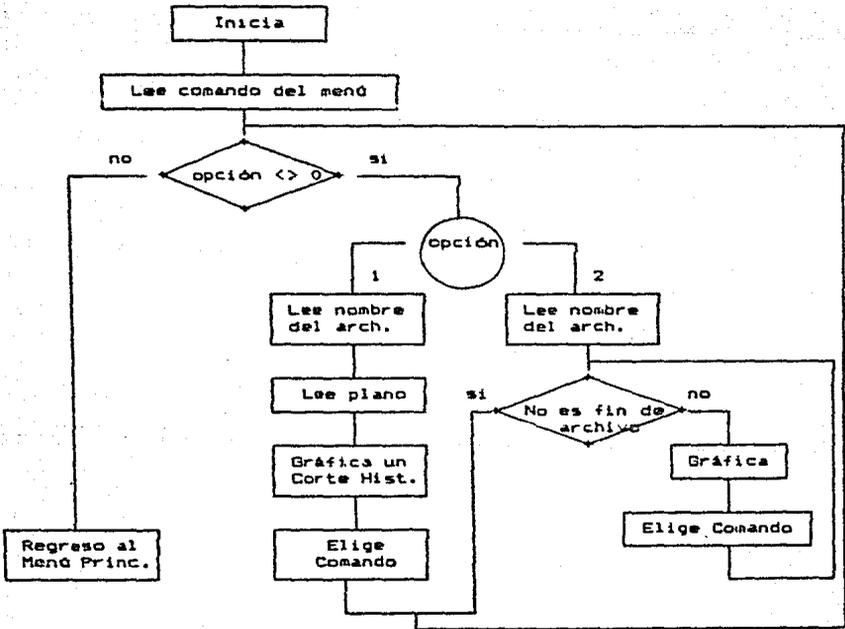 Inicia
Lee comando del menú
no
si
opción <> 0
opción
1
2
Lee nombre
del arch.
Lee nombre
del arch.
Lee plano
si
No es fin de
archivo
no
Gráfica un
Corte Hist.
Gráfica
Elige Comando
Regreso al
Menú Princ.
Elige
Comando